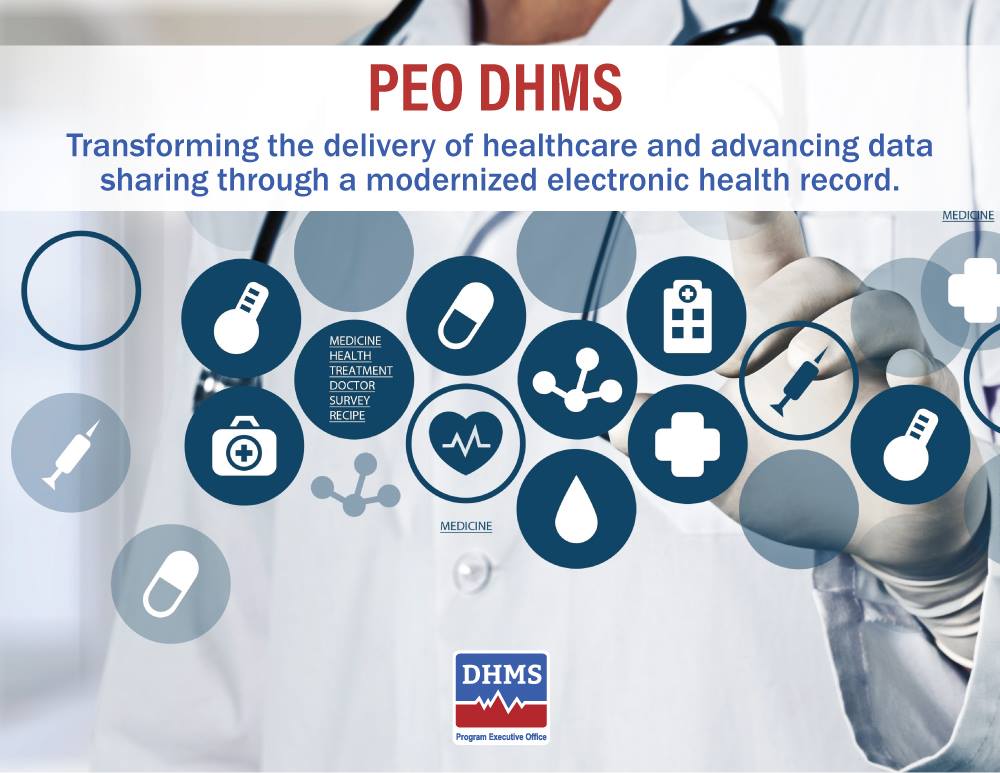 PEO DHMS
Transforming the delivery of healthcare and advancing data
sharing through a modernized electronic health record.
MEDICINE
MEDICINE
HEALTH
TREATMENT
DOCTOR
SURVEY
RECIPE
MEDICINE
DHMS
Program Executive Office